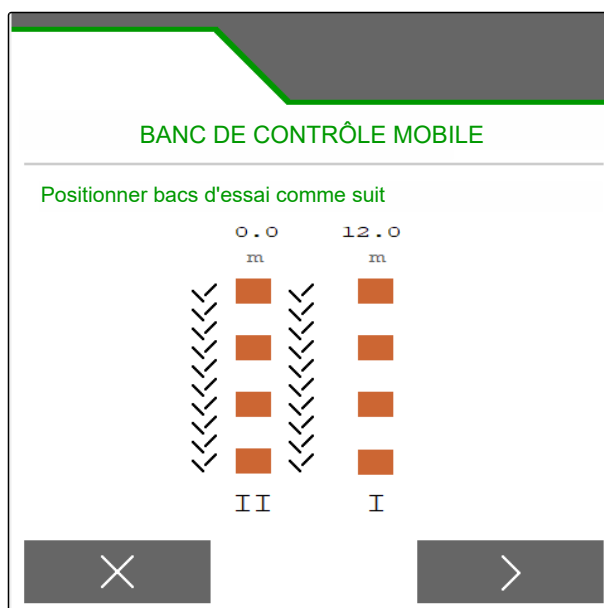 BANC DE CONTRÔLE MOBILE
Positionner bacs d'essai comme suit
0.0 12.0
m m
II I